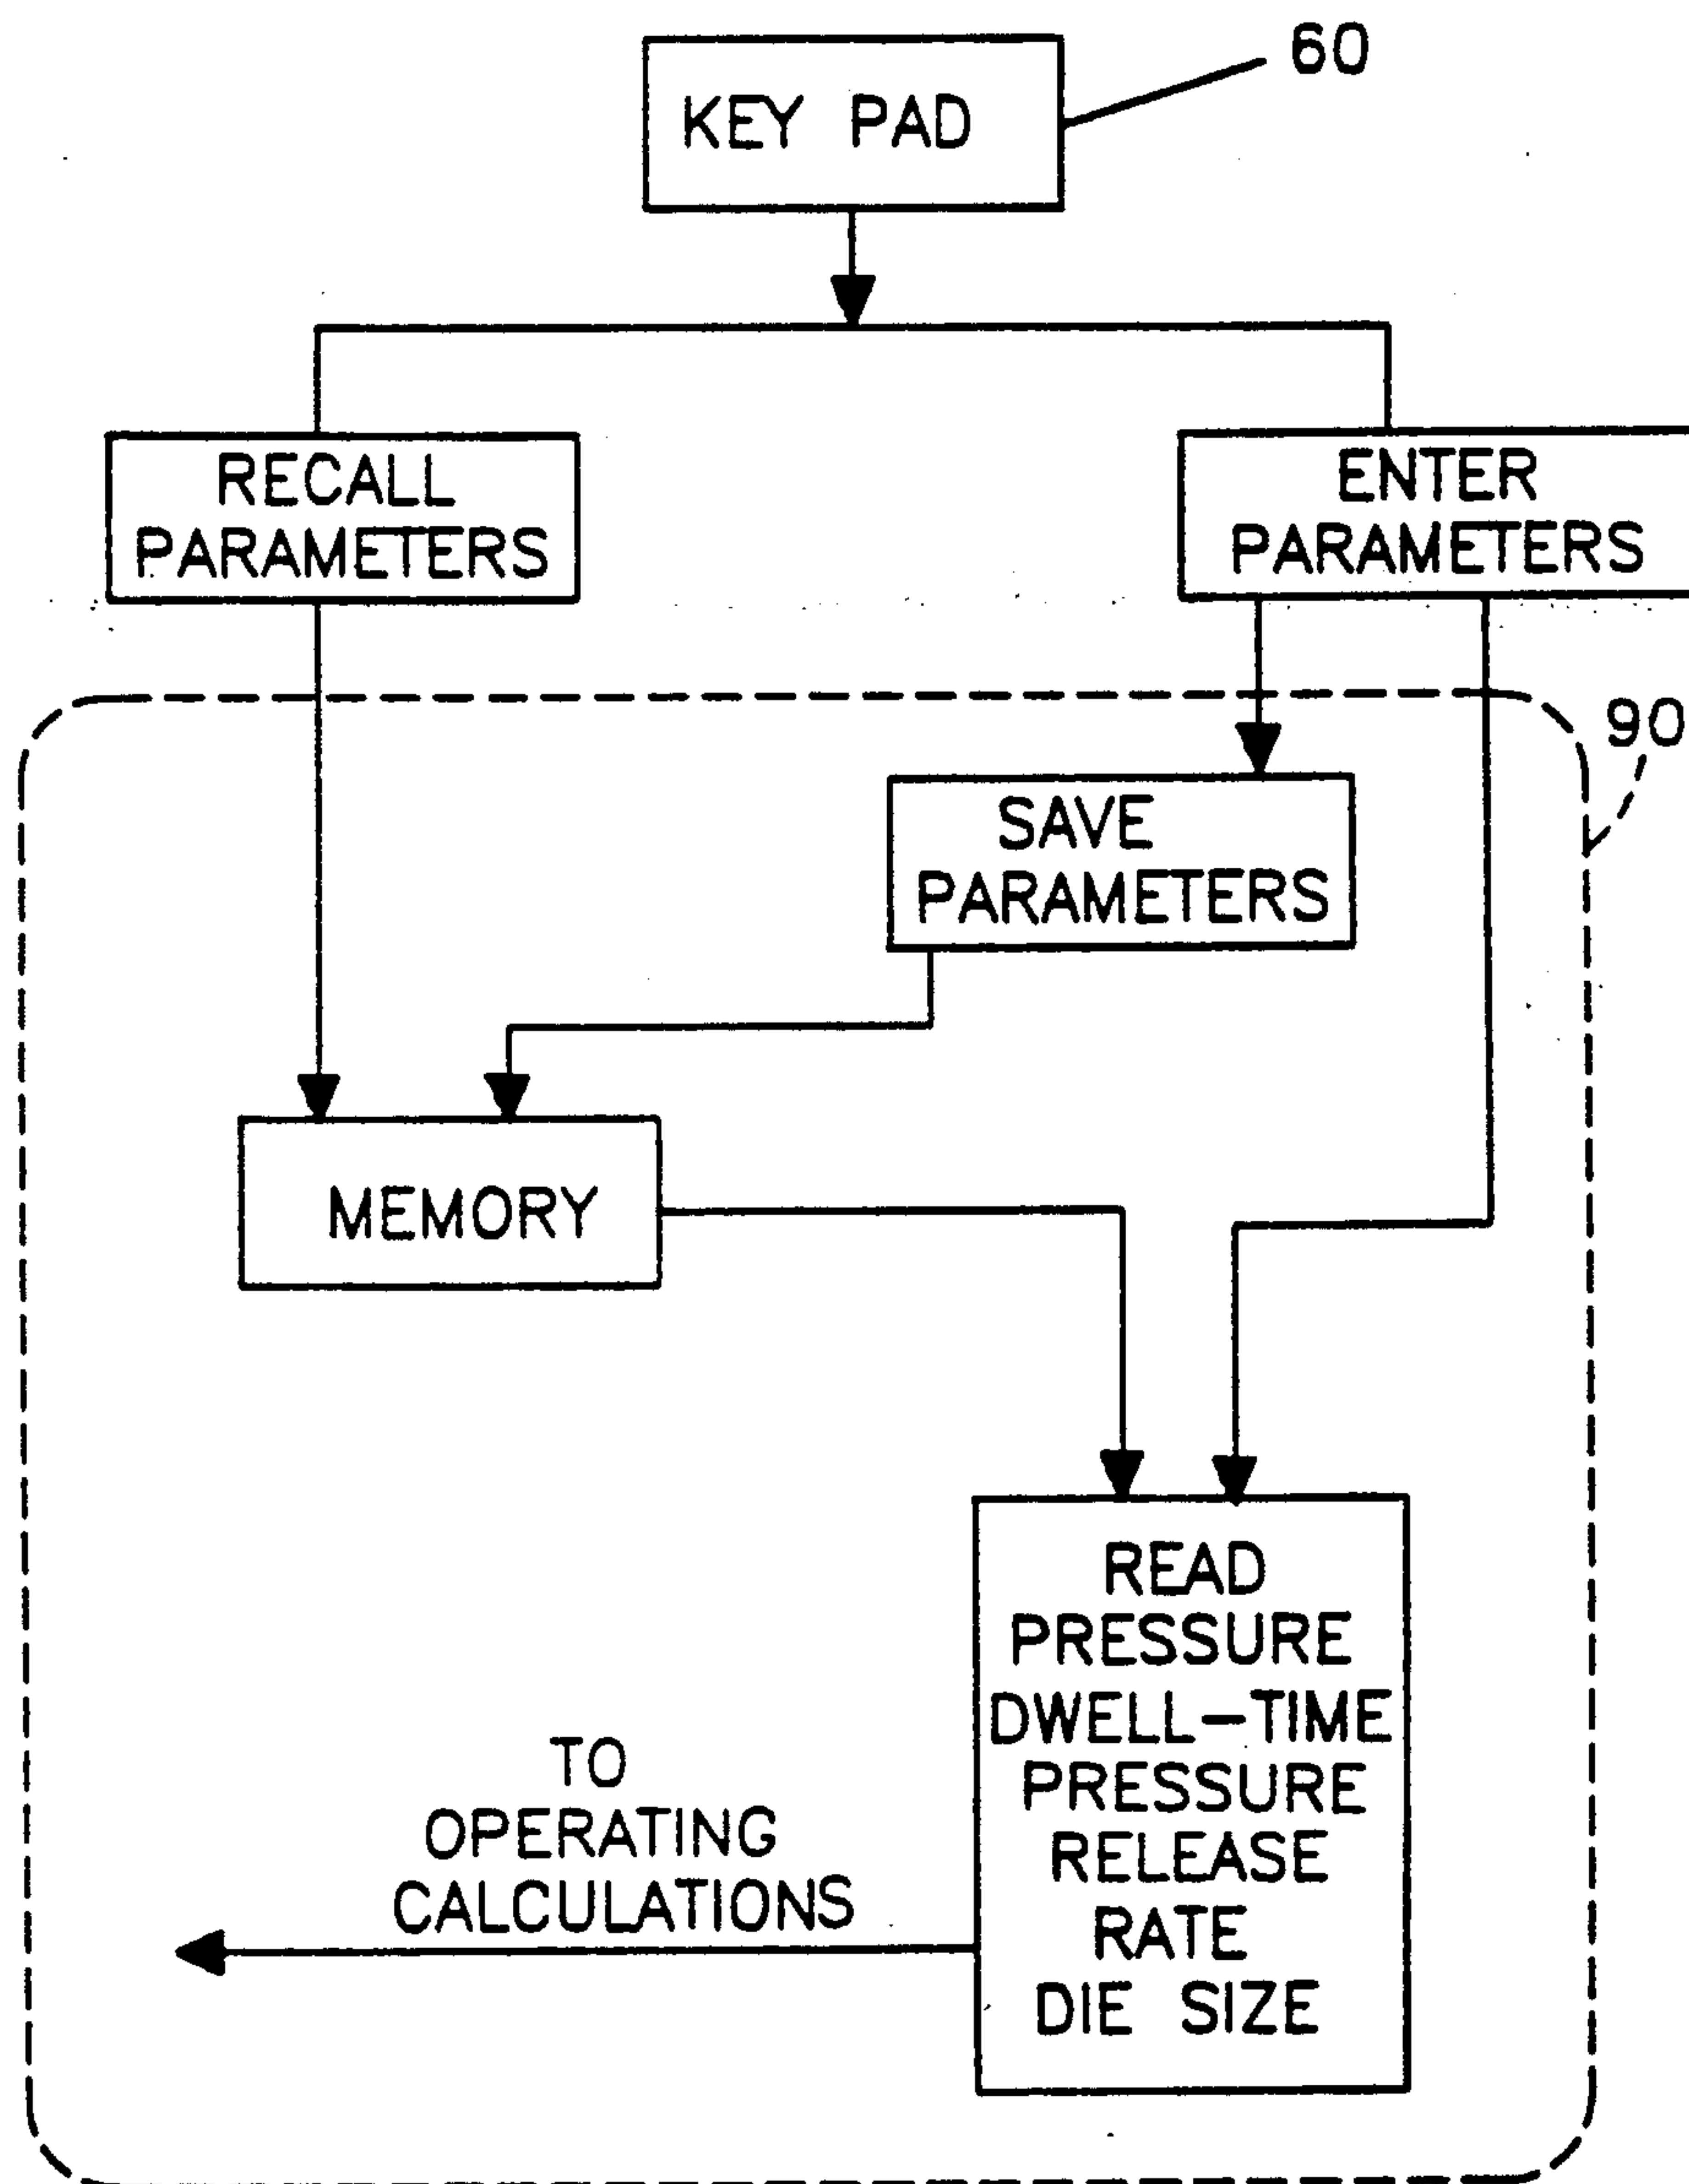 60
KEY PAD
RECALL
PARAMETERS
ENTER
PARAMETERS
90
SAVE
PARAMETERS
MEMORY
READ
PRESSURE
DWELL-TIME
PRESSURE
RELEASE
RATE
DIE SIZE
TO
OPERATING
CALCULATIONS